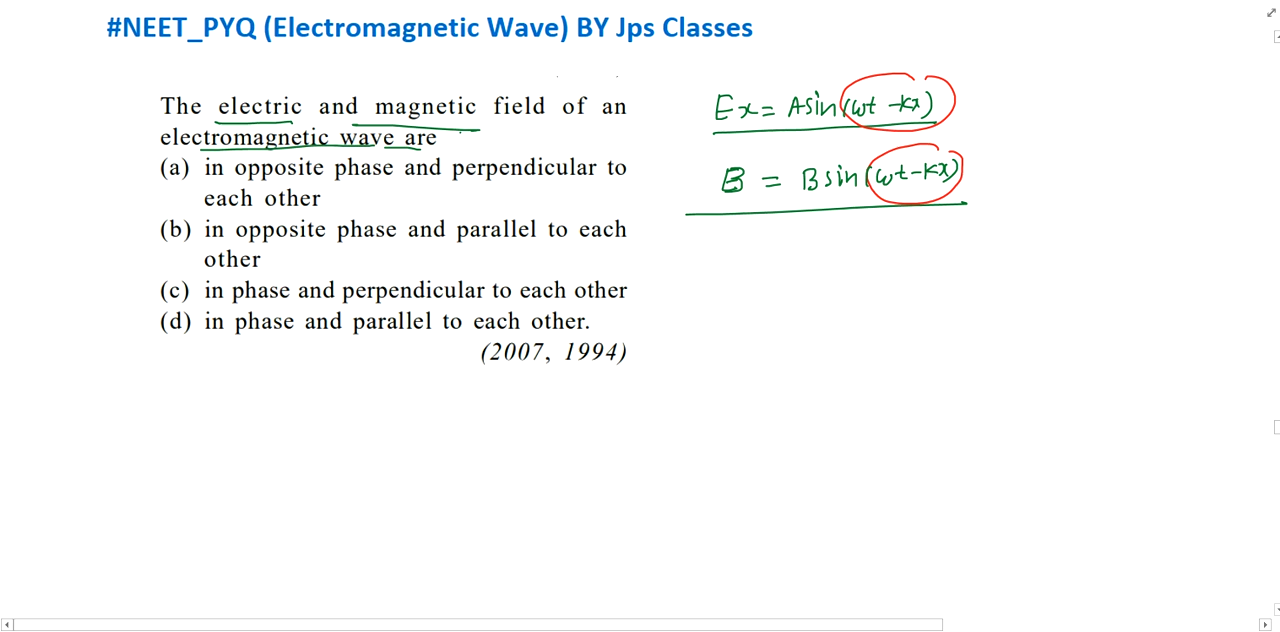 #NEET_PYQ (Electromagnetic Wave) BY Jps Classes
The electric and magnetic field of an
electromagnetic wave are
(a) in opposite phase and perpendicular to
each other
(b) in opposite phase and parallel to each
other
(c) in phase and perpendicular to each other
(d) in phase and parallel to each other.
(2007, 1994)
Ex = A sin(ωt - kx)
B = B sin(ωt - kx)